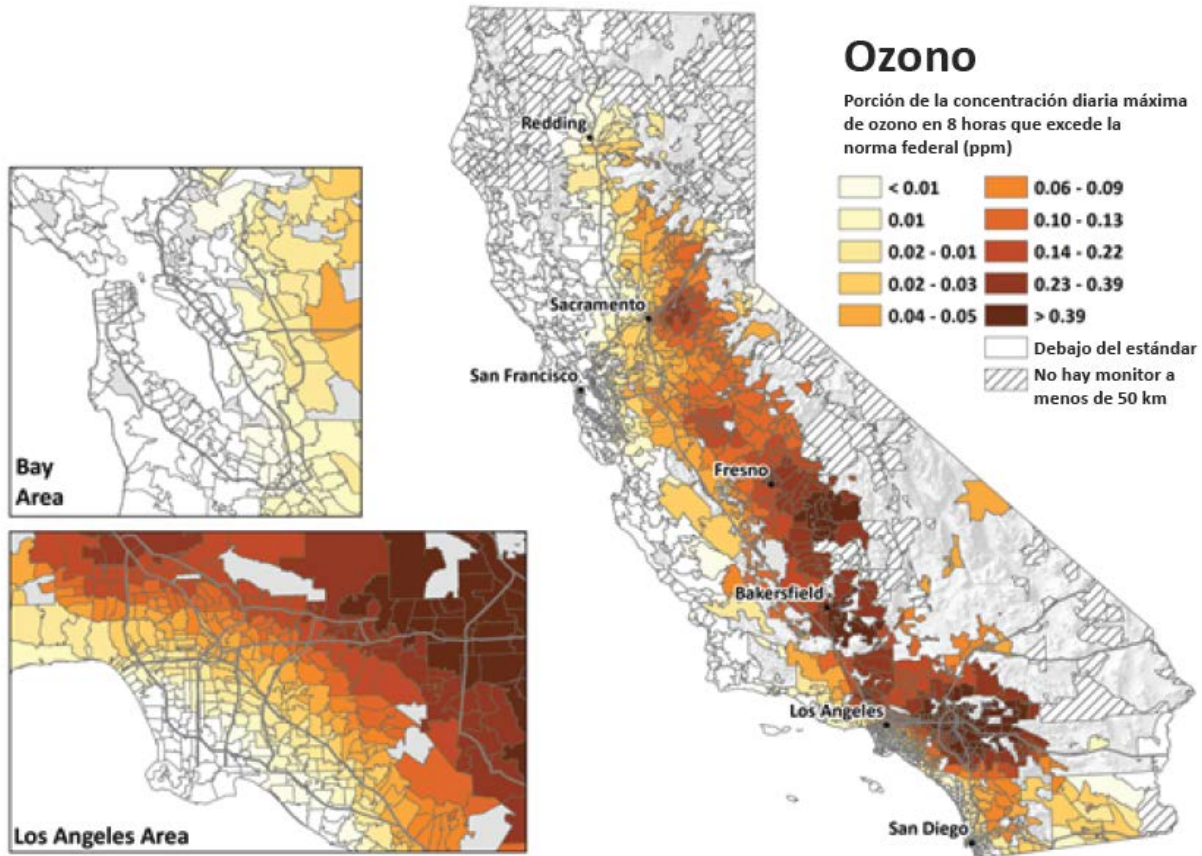 Ozono
Porción de la concentración diaria máxima
de ozono en 8 horas que excede la
norma federal (ppm)
< 0.01
0.01
0.02 - 0.01
0.02 - 0.03
0.04 - 0.05
0.06 - 0.09
0.10 - 0.13
0.14 - 0.22
0.23 - 0.39
> 0.39
Debajo del estándar
No hay monitor a
menos de 50 km
Redding
Sacramento
San Francisco
Fresno
Bakersfield
Los Angeles
San Diego
Bay
Area
Los Angeles Area